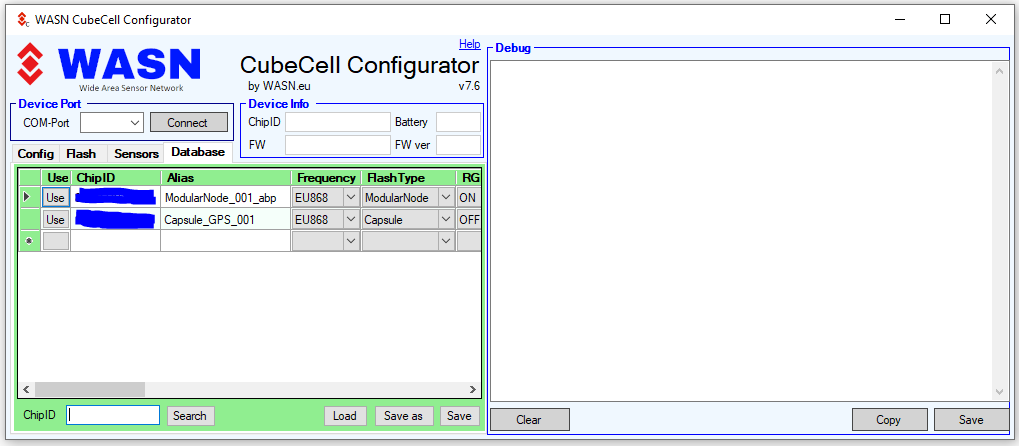 WASN CubeCell Configurator
WASN
Wide Area Sensor Network
Help
CubeCell Configurator
by WASN.eu v7.6
Device Port
COM-Port Connect
Device Info
ChipID Battery
FW FW ver
Config Flash Sensors Database
Use ChipID Alias Frequency FlashType RG
Use ModularNode_001_abp EU868 ModularNode ON
Use Capsule_GPS_001 EU868 Capsule OFF
ChipID Search Load Save as Save
Debug
Clear Copy Save